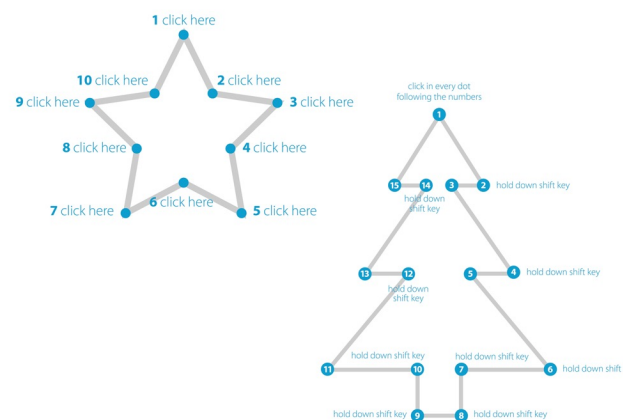 1 click here
10 click here
2 click here
9 click here
3 click here
8 click here
4 click here
7 click here
6 click here
5 click here
click in every dot
following the numbers
1
15
14
3
2
hold down shift key
hold down
shift key
13
12
5
4
hold down shift key
hold down
shift key
hold down shift key
hold down shift key
11
10
7
6
hold down shift
hold down shift key
9
8
hold down shift key